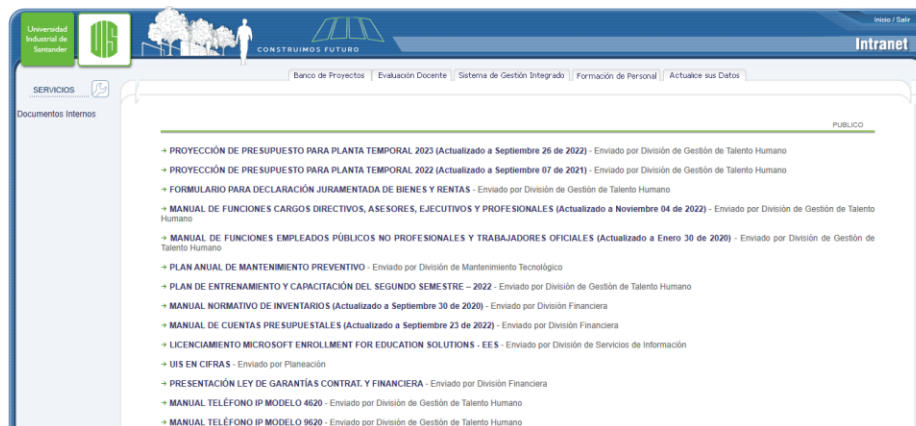 Universidad
Industrial de
Santander
UIS
CONSTRUIMOS FUTURO
Inicio / Salir
Intranet
Banco de Proyectos | Evaluación Docente | Sistema de Gestión Integrado | Formación de Personal | Actualice sus Datos
SERVICIOS
Documentos Internos
PUBLICO
→ PROYECCIÓN DE PRESUPUESTO PARA PLANTA TEMPORAL 2023 (Actualizado a Septiembre 26 de 2022) - Enviado por División de Gestión de Talento Humano
→ PROYECCIÓN DE PRESUPUESTO PARA PLANTA TEMPORAL 2022 (Actualizado a Septiembre 07 de 2021) - Enviado por División de Gestión de Talento Humano
→ FORMULARIO PARA DECLARACIÓN JURAMENTADA DE BIENES Y RENTAS - Enviado por División de Gestión de Talento Humano
→ MANUAL DE FUNCIONES CARGOS DIRECTIVOS, ASESORES, EJECUTIVOS Y PROFESIONALES (Actualizado a Noviembre 04 de 2022) - Enviado por División de Gestión de Talento
Humano
→ MANUAL DE FUNCIONES EMPLEADOS PÚBLICOS NO PROFESIONALES Y TRABAJADORES OFICIALES (Actualizado a Enero 30 de 2020) - Enviado por División de Gestión de
Talento Humano
→ PLAN ANUAL DE MANTENIMIENTO PREVENTIVO - Enviado por División de Mantenimiento Tecnológico
→ PLAN DE ENTRENAMIENTO Y CAPACITACIÓN DEL SEGUNDO SEMESTRE – 2022 - Enviado por División de Gestión de Talento Humano
→ MANUAL NORMATIVO DE INVENTARIOS (Actualizado a Septiembre 30 de 2020) - Enviado por División Financiera
→ MANUAL DE CUENTAS PRESUPUESTALES (Actualizado a Septiembre 23 de 2022) - Enviado por División Financiera
→ LICENCIAMIENTO MICROSOFT ENROLLMENT FOR EDUCATION SOLUTIONS - EES - Enviado por División de Servicios de Información
→ UIS EN CIFRAS - Enviado por Planeación
→ PRESENTACIÓN LEY DE GARANTÍAS CONTRAT. Y FINANCIERA - Enviado por División Financiera
→ MANUAL TELÉFONO IP MODELO 4620 - Enviado por División de Gestión de Talento Humano
→ MANUAL TELÉFONO IP MODELO 9620 - Enviado por División de Gestión de Talento Humano